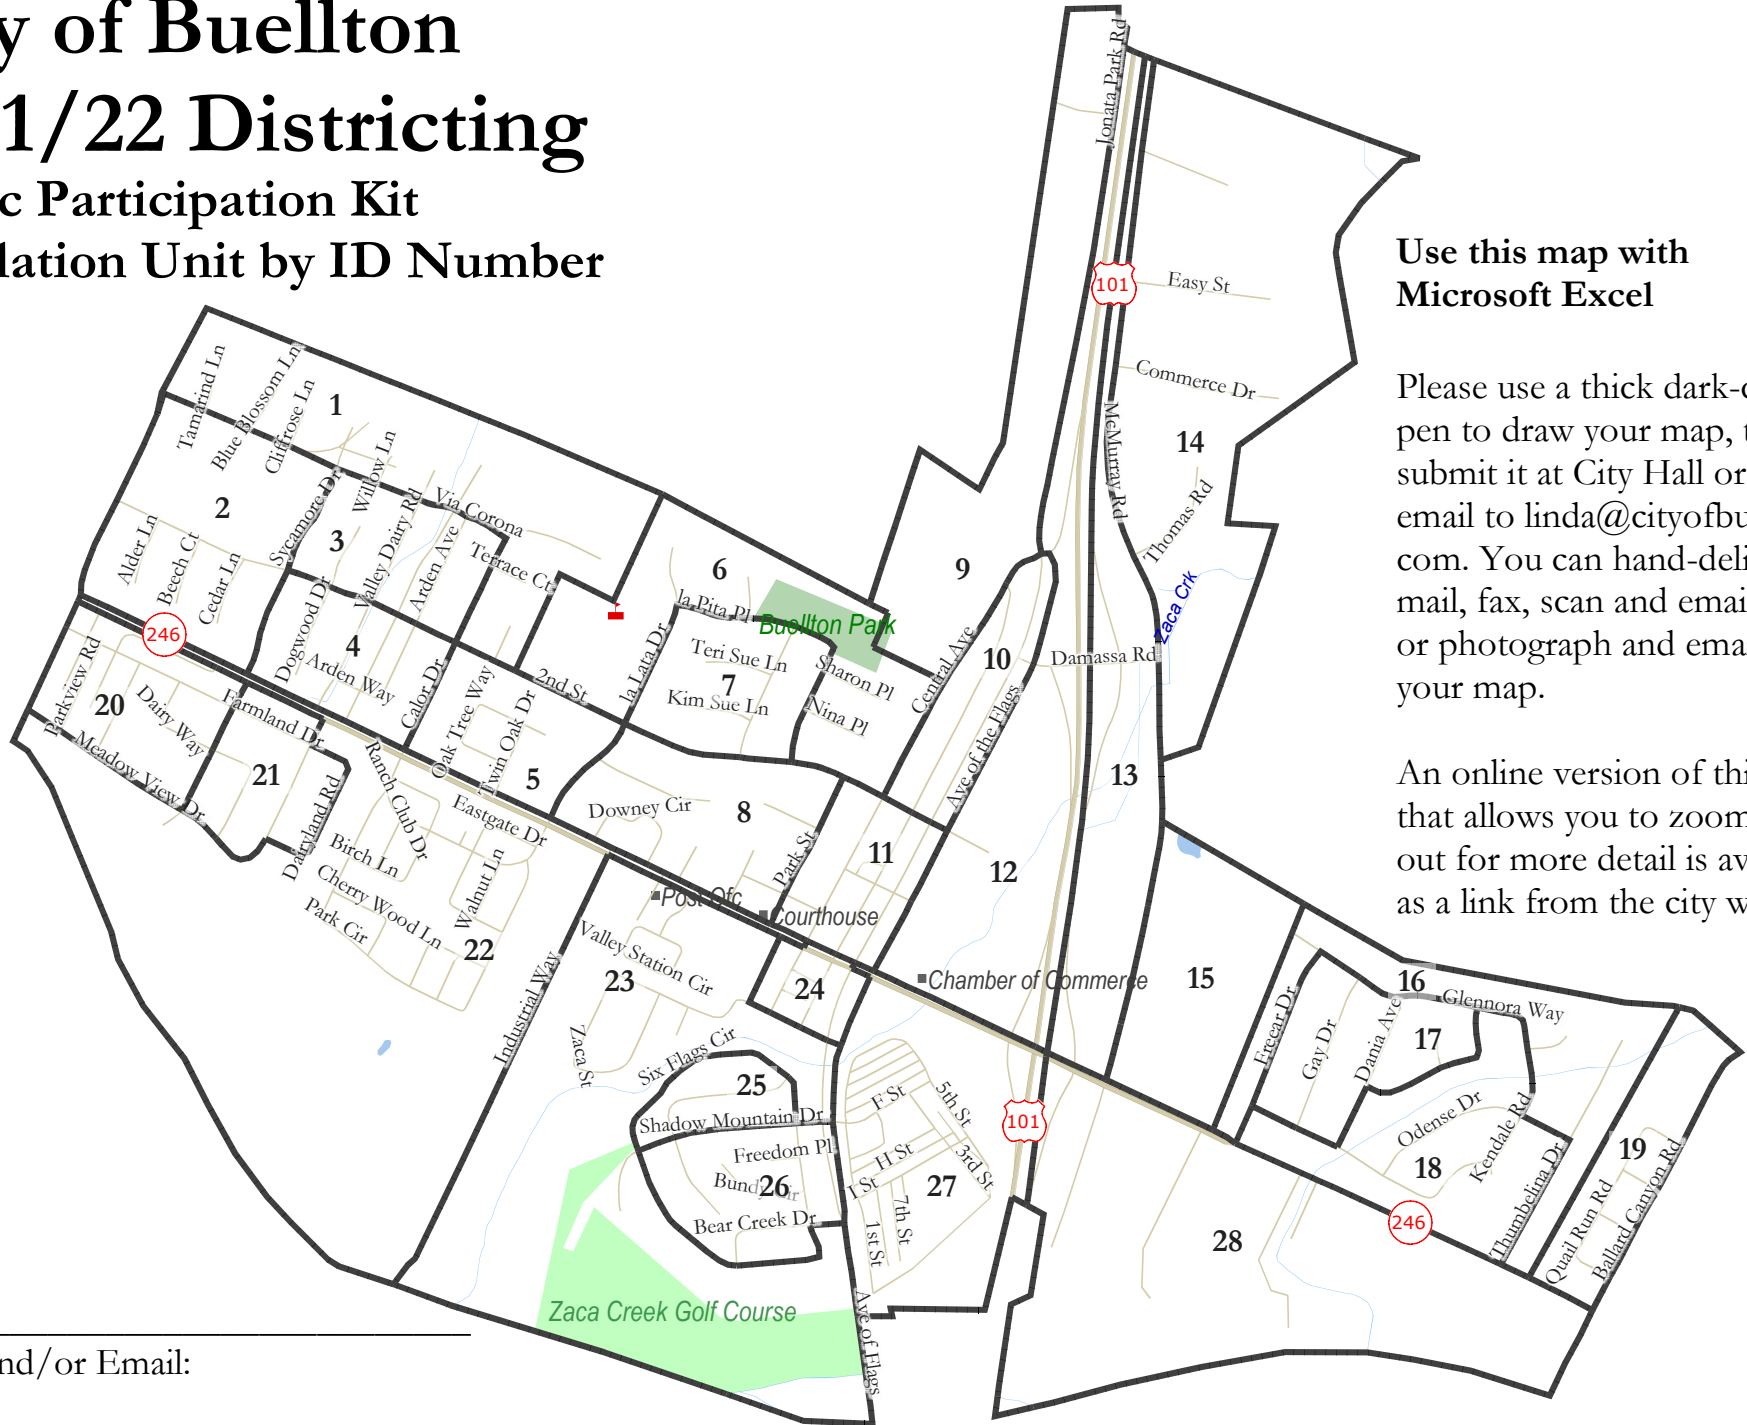 y of Buellton
1/22 Districting
c Participation Kit
lation Unit by ID Number
Use this map with
Microsoft Excel
Please use a thick dark-c
pen to draw your map, t
submit it at City Hall or
email to linda@cityofbu
com. You can hand-deli
mail, fax, scan and emai
or photograph and ema
your map.
An online version of thi
that allows you to zoom
out for more detail is av
as a link from the city w
Jonata Park Rd
101
Easy St
Commerce Dr
McMurray Rd
14
Thomas Rd
Zaca Crk
Damassa Rd
13
Tamarind Ln
Blue Blossom Ln
Cliffrose Ln
1
Willow Ln
2
Sycamore Dr
3
Valley Dairy Rd
Via Corona
Arden Ave
Terrace Ct
Alder Ln
Beech Ct
Cedar Ln
Dogwood Dr
4
Arden Way
Calor Dr
246
6
la Pita Pl
Buellton Park
9
la Lata Dr
Teri Sue Ln
7
Kim Sue Ln
Sharon Pl
Nina Pl
Central Ave
10
Ave of the Flags
2nd St
Oak Tree Way
Twin Oak Dr
5
Parkview Rd
20
Dairy Way
Farmland Dr
Meadow View Dr
21
Dairyland Rd
Ranch Club Dr
Eastgate Dr
Birch Ln
Cherry Wood Ln
Park Cir
Walnut Ln
22
Downey Cir
8
Park St
11
12
Post Ofc
Courthouse
Chamber of Commerce
15
Industrial Way
Valley Station Cir
23
24
Zaca St
Six Flags Cir
25
Shadow Mountain Dr
Freedom Pl
Bundy Cir
26
Bear Creek Dr
F St
5th St
H St
3rd St
I St
7th St
27
1st St
101
Zaca Creek Golf Course
Ave of Flags
16
Glennora Way
Freear Dr
Gay Dr
Dania Ave
17
Odense Dr
Kendale Rd
18
Thumbelina Dr
19
Quail Run Rd
Ballard Canyon Rd
246
28
nd/or Email: